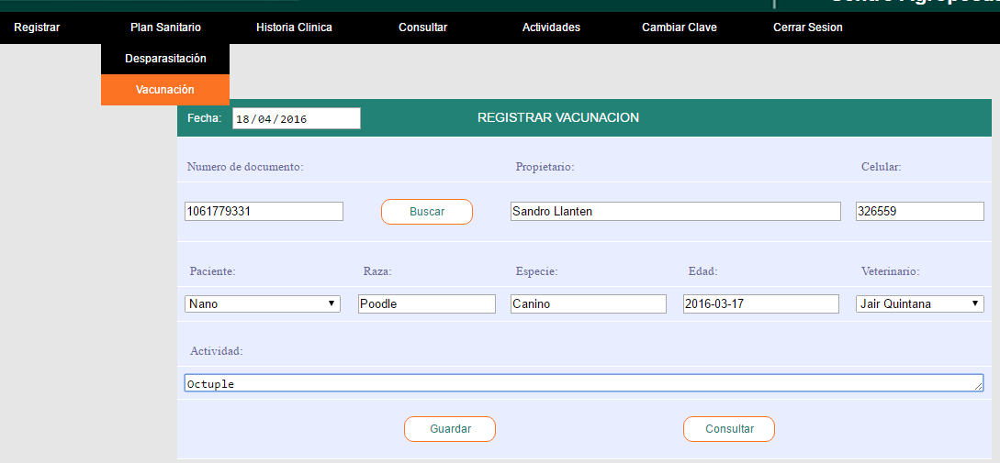 Registrar Plan Sanitario Historia Clinica Consultar Actividades Cambiar Clave Cerrar Sesion
Desparasitación
Vacunación
Fecha: 18/04/2016 REGISTRAR VACUNACION
Numero de documento: Propietario: Celular:
1061779331 Buscar Sandro Llanten 326559
Paciente: Raza: Especie: Edad: Veterinario:
Nano Poodle Canino 2016-03-17 Jair Quintana
Actividad:
Octuple
Guardar Consultar